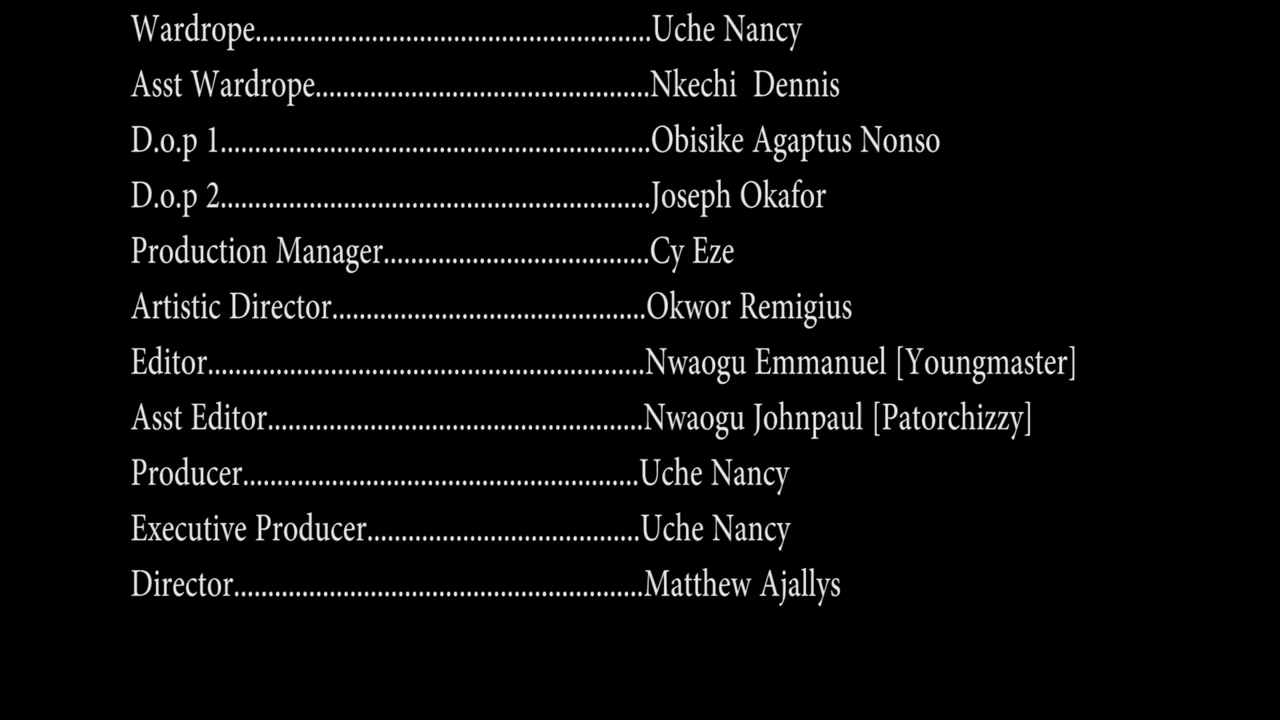 Wardrope..........................................................Uche Nancy
Asst Wardrope.................................................Nkechi  Dennis
D.o.p 1...............................................................Obisike Agaptus Nonso
D.o.p 2...............................................................Joseph Okafor
Production Manager.......................................Cy Eze
Artistic Director..............................................Okwor Remigius
Editor................................................................Nwaogu Emmanuel [Youngmaster]
Asst Editor.......................................................Nwaogu Johnpaul [Patorchizzy]
Producer..........................................................Uche Nancy
Executive Producer........................................Uche Nancy
Director............................................................Matthew Ajallys